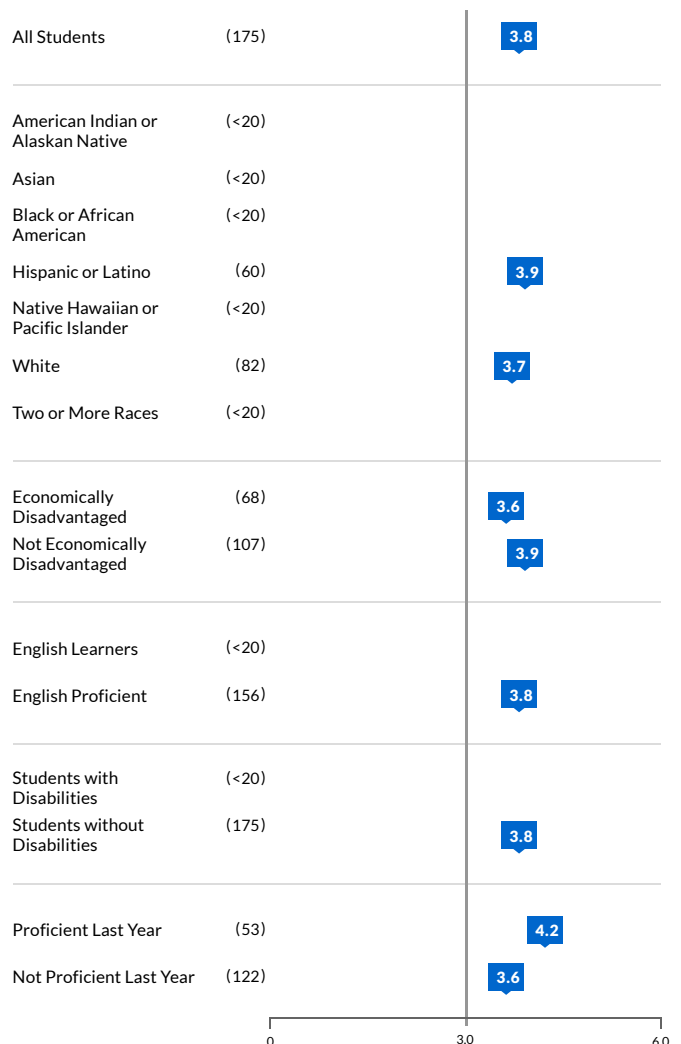 All Students (175) 3.8
American Indian or (<20)
Alaskan Native
Asian (<20)
Black or African (<20)
American
Hispanic or Latino (60) 3.9
Native Hawaiian or (<20)
Pacific Islander
White (82) 3.7
Two or More Races (<20)
Economically (68) 3.6
Disadvantaged
Not Economically (107) 3.9
Disadvantaged
English Learners (<20)
English Proficient (156) 3.8
Students with (<20)
Disabilities
Students without (175) 3.8
Disabilities
Proficient Last Year (53) 4.2
Not Proficient Last Year (122) 3.6
0 3.0 6.0